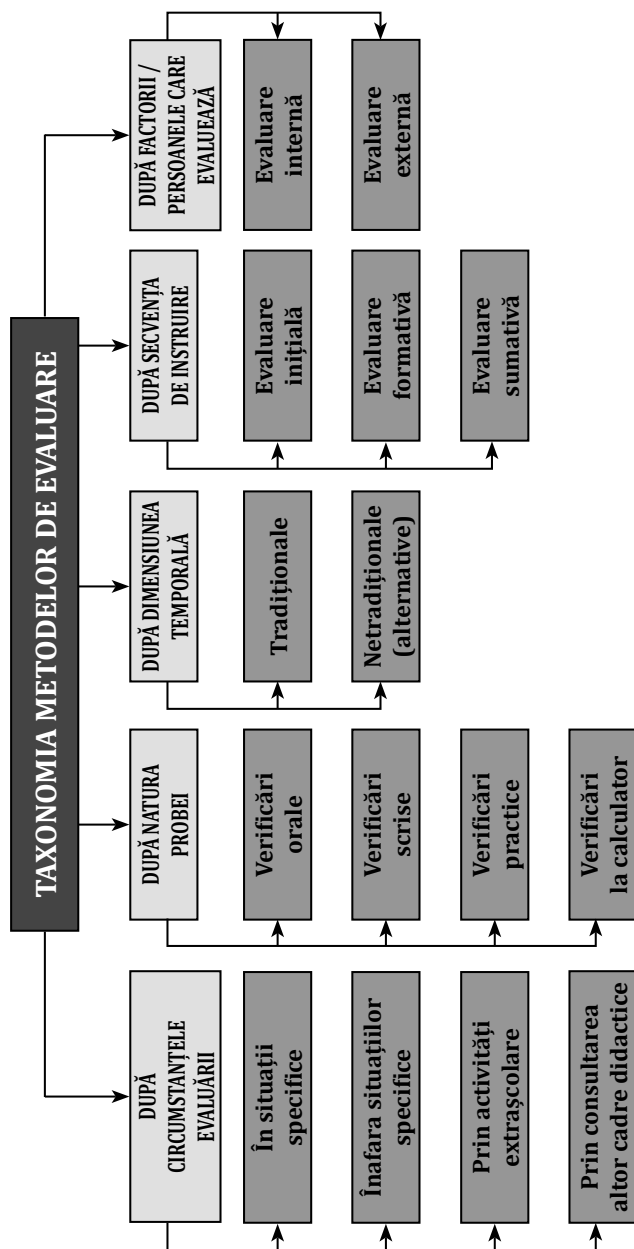 TAXONOMIA METODELOR DE EVALUARE
DUPĂ
CIRCUMSTANȚELE
EVALUĂRII
În situații
specifice
Înafara situațiilor
specifice
Prin activități
extrașcolare
Prin consultarea
altor cadre didactice
DUPĂ NATURA
PROBEI
Verificări
orale
Verificări
scrise
Verificări
practice
Verificări
la calculator
DUPĂ DIMENSIUNEA
TEMPORALĂ
Tradiționale
Netradiționale
(alternative)
DUPĂ SECVENȚA
DE INSTRUIRE
Evaluare
inițială
Evaluare
formativă
Evaluare
sumativă
DUPĂ FACTORII /
PERSOANELE CARE
EVALUEAZĂ
Evaluare
internă
Evaluare
externă